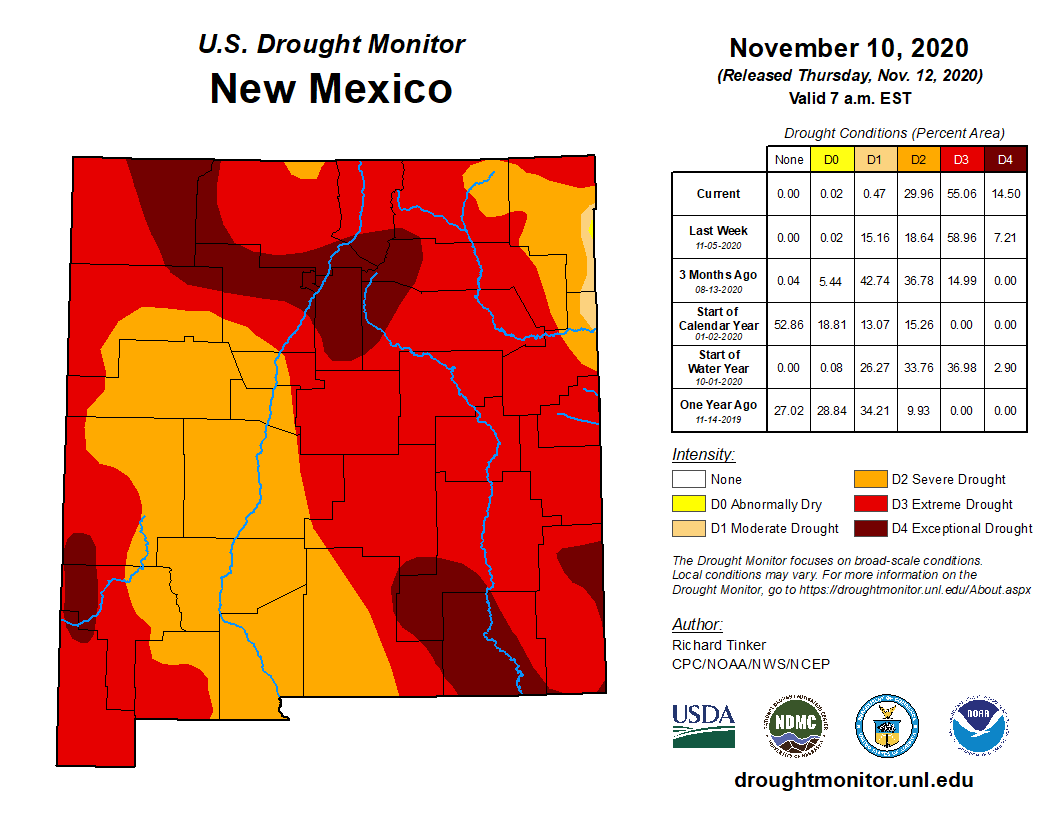 U.S. Drought Monitor
New Mexico
November 10, 2020
(Released Thursday, Nov. 12, 2020)
Valid 7 a.m. EST
Drought Conditions (Percent Area)
None D0 D1 D2 D3 D4
Current 0.00 0.02 0.47 29.96 55.06 14.50
Last Week
11-05-2020 0.00 0.02 15.16 18.64 58.96 7.21
3 Months Ago
08-13-2020 0.04 5.44 42.74 36.78 14.99 0.00
Start of
Calendar Year
01-02-2020 52.86 18.81 13.07 15.26 0.00 0.00
Start of
Water Year
10-01-2020 0.00 0.08 26.27 33.76 36.98 2.90
One Year Ago
11-14-2019 27.02 28.84 34.21 9.93 0.00 0.00
Intensity:
None
D0 Abnormally Dry
D1 Moderate Drought
D2 Severe Drought
D3 Extreme Drought
D4 Exceptional Drought
The Drought Monitor focuses on broad-scale conditions.
Local conditions may vary. For more information on the
Drought Monitor, go to https://droughtmonitor.unl.edu/About.aspx
Author:
Richard Tinker
CPC/NOAA/NWS/NCEP
USDA
NDMC
NOAA
droughtmonitor.unl.edu